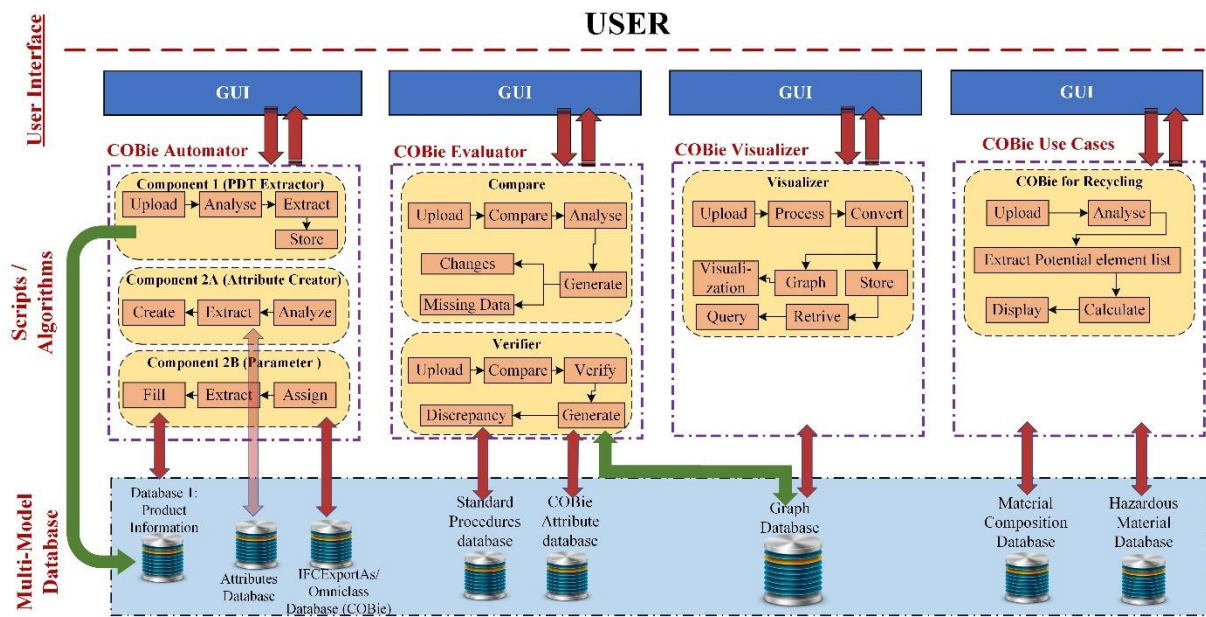 USER
User Interface
GUI
GUI
GUI
GUI
COBie Automator
COBie Evaluator
COBie Visualizer
COBie Use Cases
Scripts /
Algorithms
Component 1 (PDT Extractor)
Upload
Analyse
Extract
Store
Component 2A (Attribute Creator)
Create
Extract
Analyze
Component 2B (Parameter )
Fill
Extract
Assign
Compare
Upload
Compare
Analyse
Changes
Missing Data
Generate
Verifier
Upload
Compare
Verify
Discrepancy
Generate
Visualizer
Upload
Process
Convert
Visuali-
zation
Graph
Store
Query
Retrive
COBie for Recycling
Upload
Analyse
Extract Potential element list
Display
Calculate
Multi-Model
Database
Database 1:
Product
Information
Attributes
Database
IFCExportAs/
Omniclass
Database (COBie)
Standard
Procedures
database
COBie
Attribute
database
Graph
Database
Material
Composition
Database
Hazardous
Material
Database